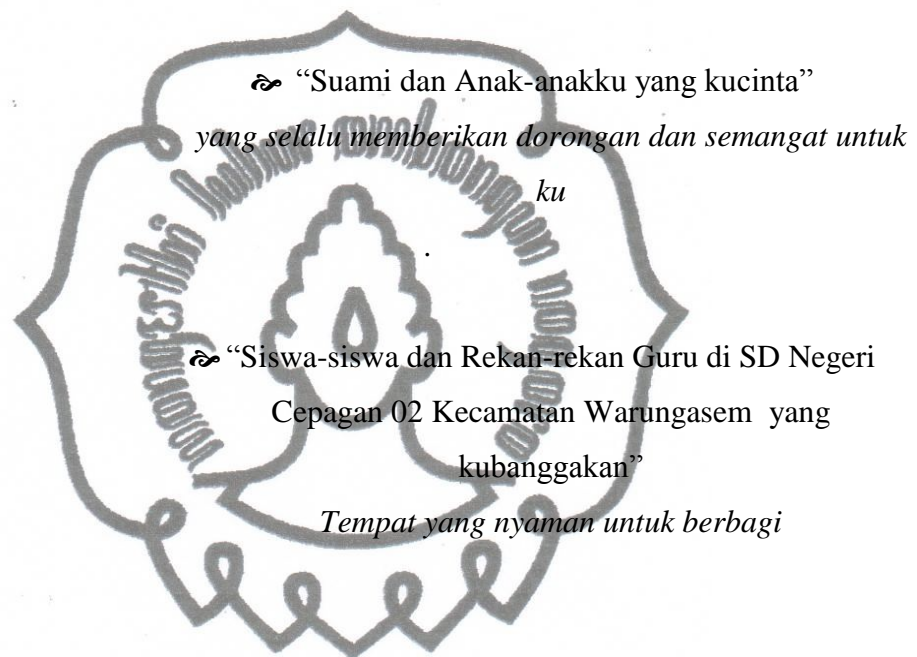 “Suami dan Anak-anakku yang kucinta”
yang selalu memberikan dorongan dan semangat untuk
ku
.
“Siswa-siswa dan Rekan-rekan Guru di SD Negeri
Cepagan 02 Kecamatan Warungasem yang
kubanggakan”
Tempat yang nyaman untuk berbagi